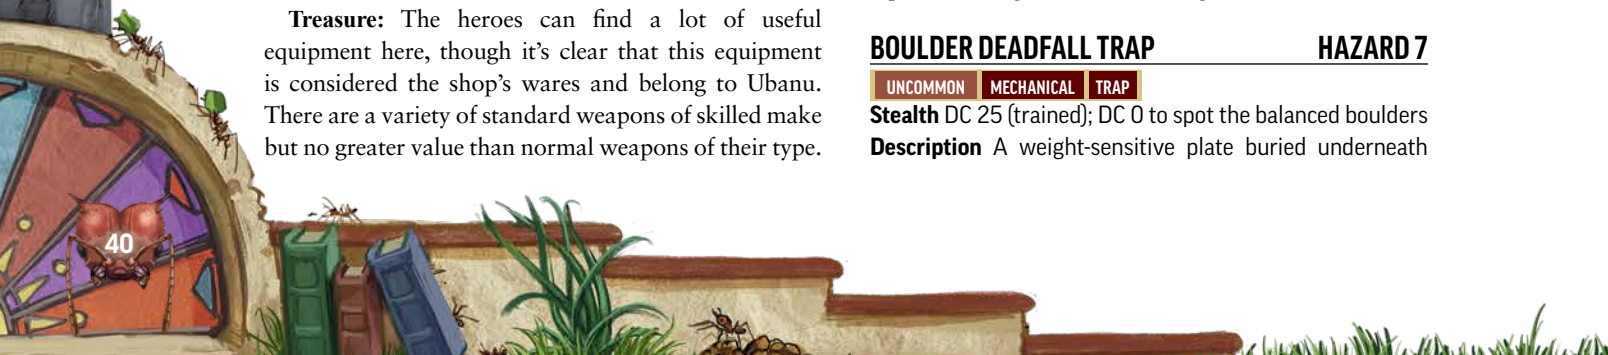 Treasure: The heroes can find a lot of useful
equipment here, though it’s clear that this equipment
is considered the shop’s wares and belong to Ubanu.
There are a variety of standard weapons of skilled make
but no greater value than normal weapons of their type.
BOULDER DEADFALL TRAP HAZARD 7
UNCOMMON MECHANICAL TRAP
Stealth DC 25 (trained); DC 0 to spot the balanced boulders
Description A weight-sensitive plate buried underneath
40